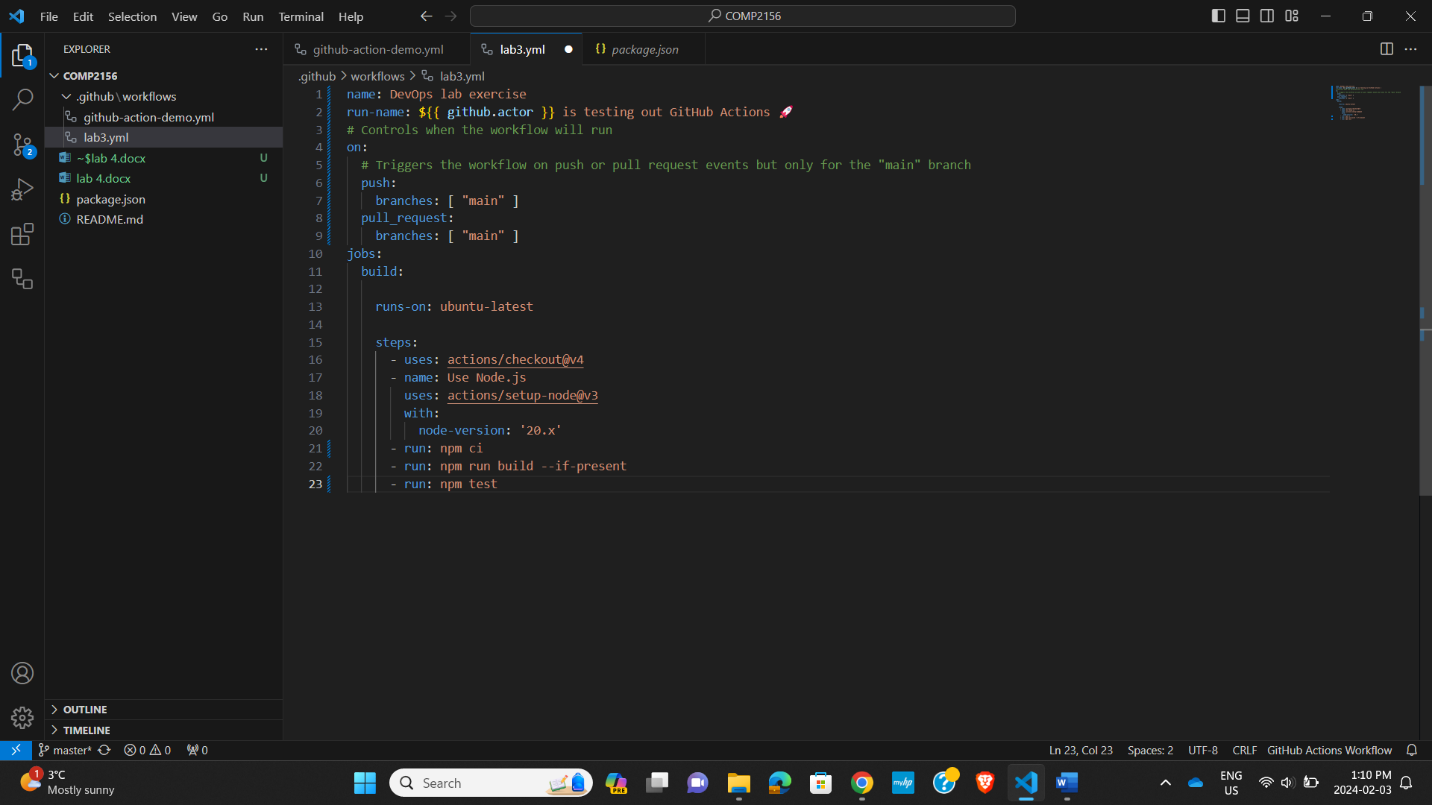 File Edit Selection View Go Run Terminal Help COMP2156
EXPLORER
COMP2156
.github\workflows
github-action-demo.yml
lab3.yml
~$lab 4.docx U
lab 4.docx U
package.json
README.md
OUTLINE
TIMELINE
1
2
github-action-demo.yml lab3.yml package.json
.github > workflows > lab3.yml
1 name: DevOps lab exercise
2 run-name: ${{ github.actor }} is testing out GitHub Actions 🚀
3 # Controls when the workflow will run
4 on:
5 # Triggers the workflow on push or pull request events but only for the "main" branch
6 push:
7 branches: [ "main" ]
8 pull_request:
9 branches: [ "main" ]
10 jobs:
11 build:
12
13 runs-on: ubuntu-latest
14
15 steps:
16 - uses: actions/checkout@v4
17 - name: Use Node.js
18 uses: actions/setup-node@v3
19 with:
20 node-version: '20.x'
21 - run: npm ci
22 - run: npm run build --if-present
23 - run: npm test
master* 0 0 0 Ln 23, Col 23 Spaces: 2 UTF-8 CRLF GitHub Actions Workflow
1 3°C
Mostly sunny
Search
PRE
myhp
ENG
US
1:10 PM
2024-02-03